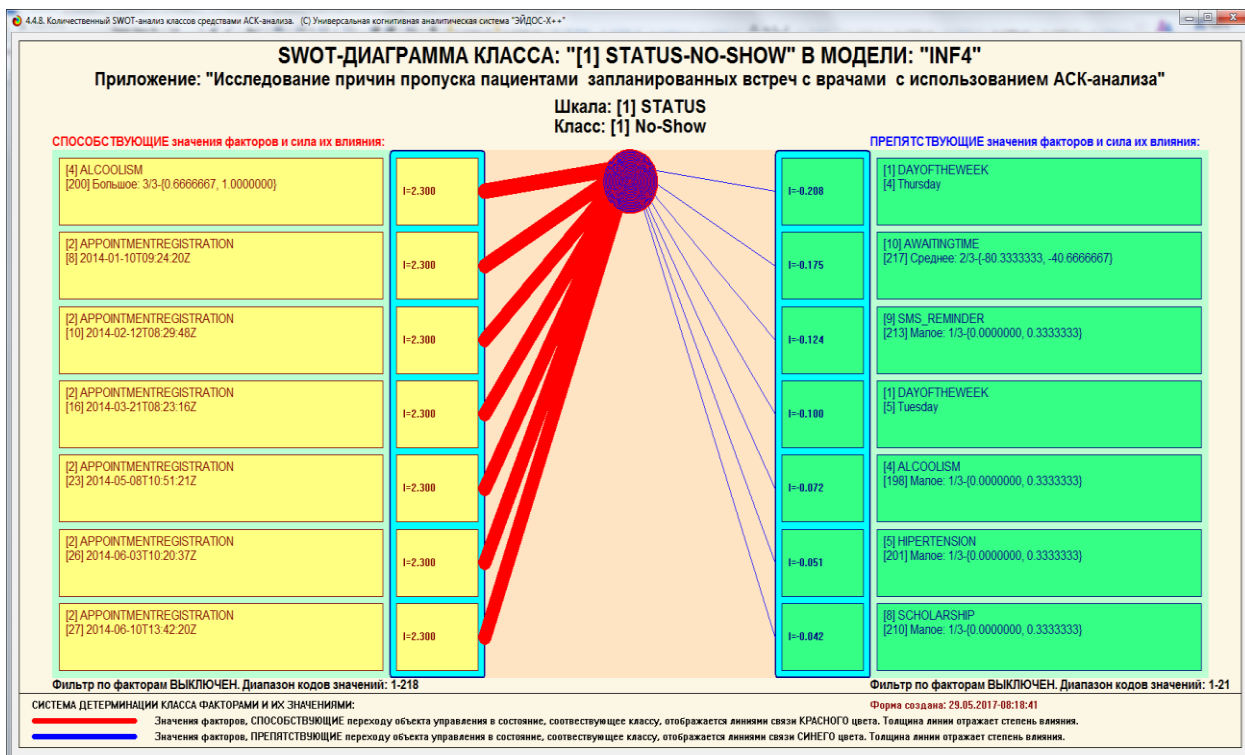 4.4.8. Количественный SWOT-анализ классов средствами АСК-анализа. (С) Универсальная когнитивная аналитическая система "ЭЙДОС-X++"
SWOT-ДИАГРАММА КЛАССА: "[1] STATUS-NO-SHOW" В МОДЕЛИ: "INF4"
Приложение: "Исследование причин пропуска пациентами запланированных встреч с врачами с использованием АСК-анализа"
Шкала: [1] STATUS
Класс: [1] No-Show
СПОСОБСТВУЮЩИЕ значения факторов и сила их влияния:
ПРЕПЯТСТВУЮЩИЕ значения факторов и сила их влияния:
[4] ALCOOLISM
[200] Большое: 3/3-{0.6666667, 1.0000000}
I=2.300
I=-0.208
[1] DAYOFTHEWEEK
[4] Thursday
[2] APPOINTMENTREGISTRATION
[8] 2014-01-10T09:24:20Z
I=2.300
I=-0.175
[10] AWAITINGTIME
[217] Среднее: 2/3-{-80.3333333, -40.6666667}
[2] APPOINTMENTREGISTRATION
[10] 2014-02-12T08:29:48Z
I=2.300
I=-0.124
[9] SMS_REMINDER
[213] Малое: 1/3-{0.0000000, 0.3333333}
[2] APPOINTMENTREGISTRATION
[16] 2014-03-21T08:23:16Z
I=2.300
I=-0.100
[1] DAYOFTHEWEEK
[5] Tuesday
[2] APPOINTMENTREGISTRATION
[23] 2014-05-08T10:51:21Z
I=2.300
I=-0.072
[4] ALCOOLISM
[198] Малое: 1/3-{0.0000000, 0.3333333}
[2] APPOINTMENTREGISTRATION
[26] 2014-06-03T10:20:37Z
I=2.300
I=-0.051
[5] HIPERTENSION
[201] Малое: 1/3-{0.0000000, 0.3333333}
[2] APPOINTMENTREGISTRATION
[27] 2014-06-10T13:42:20Z
I=2.300
I=-0.042
[8] SCHOLARSHIP
[210] Малое: 1/3-{0.0000000, 0.3333333}
Фильтр по факторам ВЫКЛЮЧЕН. Диапазон кодов значений: 1-218
Фильтр по факторам ВЫКЛЮЧЕН. Диапазон кодов значений: 1-21
СИСТЕМА ДЕТЕРМИНАЦИИ КЛАССА ФАКТОРАМИ И ИХ ЗНАЧЕНИЯМИ:
Форма создана: 29.05.2017-08:18:41
Значения факторов, СПОСОБСТВУЮЩИЕ переходу объекта управления в состояние, соотвествующее классу, отображается линиями связи КРАСНОГО цвета. Толщина линии отражает степень влияния.
Значения факторов, ПРЕПЯТСТВУЮЩИЕ переходу объекта управления в состояние, соотвествующее классу, отображается линиями связи СИНЕГО цвета. Толщина линии отражает степень влияния.